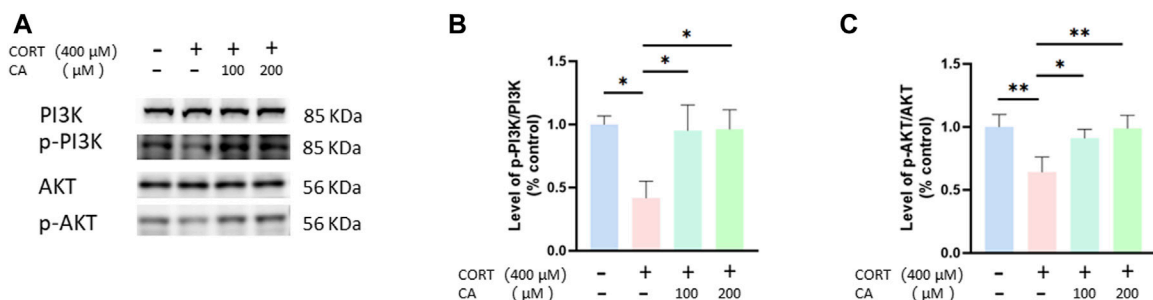 A
CORT (400 μM) - + + +
CA ( μM) - - 100 200
PI3K 85 KDa
p-PI3K 85 KDa
AKT 56 KDa
p-AKT 56 KDa
B
Level of p-PI3K/PI3K
(% control)
1.5
1.0
0.5
0.0
* * *
CORT (400 μM) - + + +
CA ( μM) - - 100 200
C
Level of p-AKT/AKT
(% control)
1.5
1.0
0.5
0.0
** * **
CORT (400 μM) - + + +
CA ( μM) - - 100 200